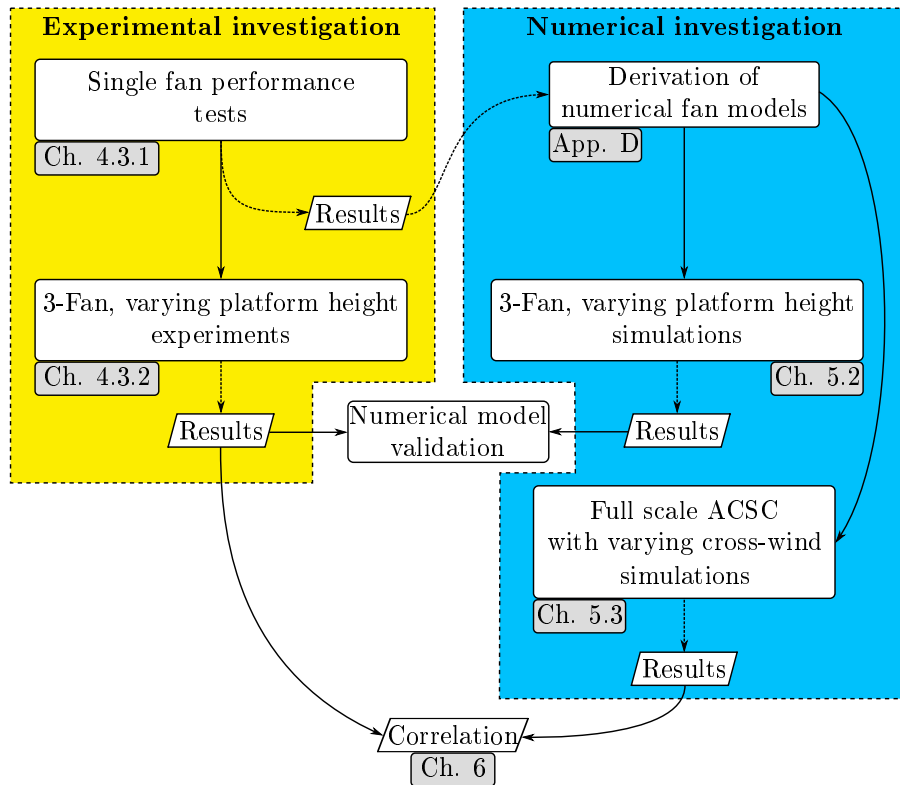 Experimental investigation
Single fan performance
tests
Ch. 4.3.1
Results
3-Fan, varying platform height
experiments
Ch. 4.3.2
Results
Numerical investigation
Derivation of
numerical fan models
App. D
3-Fan, varying platform height
simulations
Ch. 5.2
Results
Numerical model
validation
Full scale ACSC
with varying cross-wind
simulations
Ch. 5.3
Results
Correlation
Ch. 6